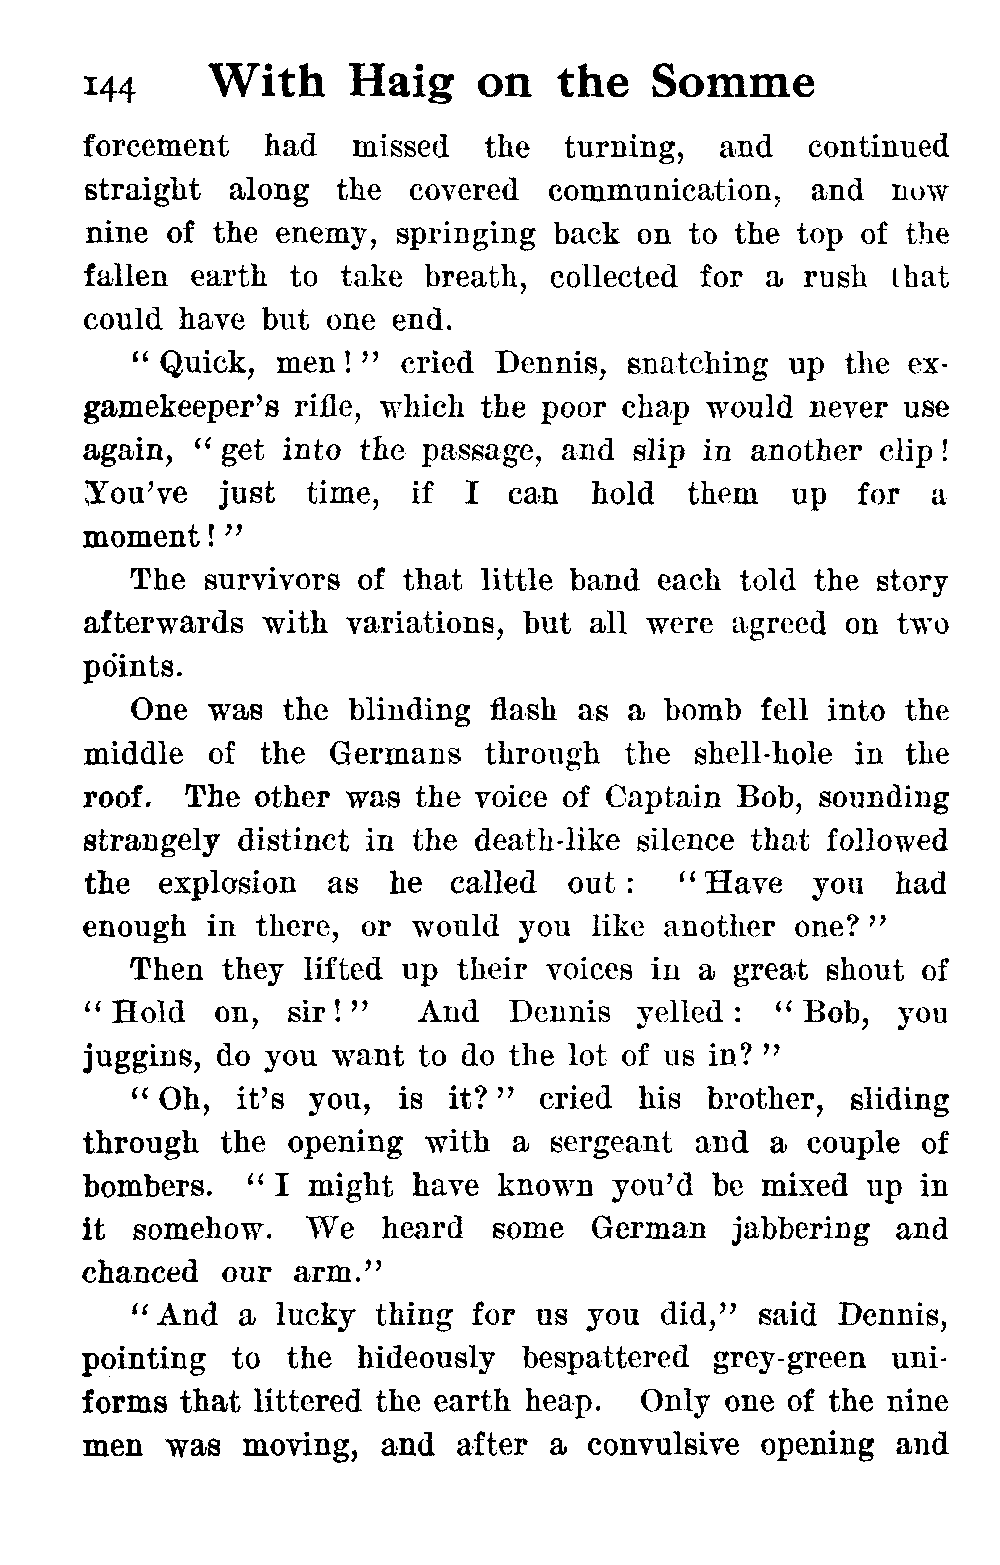 144 With Haig on the Somme
forcement had missed the turning, and continued
straight along the covered communication, and now
nine of the enemy, springing back on to the top of the
fallen earth to take breath, collected for a rush that
could have but one end.
“ Quick, men ! ” cried Dennis, snatching up the ex-
gamekeeper’s rifle, which the poor chap would never use
again, “ get into the passage, and slip in another clip !
You’ve just time, if I can hold them up for a
moment ! ”
The survivors of that little band each told the story
afterwards with variations, but all were agreed on two
points.
One was the blinding flash as a bomb fell into the
middle of the Germans through the shell-hole in the
roof. The other was the voice of Captain Bob, sounding
strangely distinct in the death-like silence that followed
the explosion as he called out : “ Have you had
enough in there, or would you like another one? ”
Then they lifted up their voices in a great shout of
“ Hold on, sir ! ” And Dennis yelled : “ Bob, you
juggins, do you want to do the lot of us in? ”
“ Oh, it’s you, is it? ” cried his brother, sliding
through the opening with a sergeant and a couple of
bombers. “ I might have known you’d be mixed up in
it somehow. We heard some German jabbering and
chanced our arm.”
“ And a lucky thing for us you did,” said Dennis,
pointing to the hideously bespattered grey-green uni-
forms that littered the earth heap. Only one of the nine
men was moving, and after a convulsive opening and